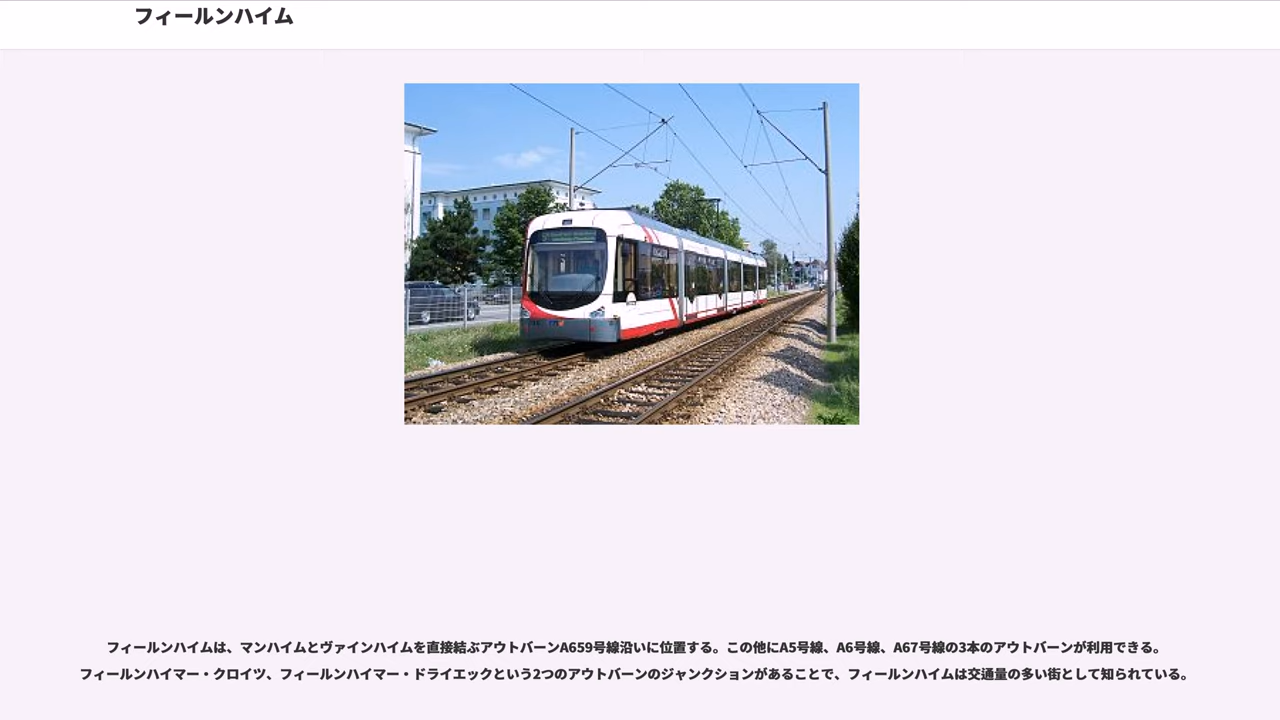 フィールンハイム
フィールンハイムは、マンハイムとヴァインハイムを直接結ぶアウトバーンA659号線沿いに位置する。この他にA5号線、A6号線、A67号線の3本のアウトバーンが利用できる。
フィールンハイマー・クロイツ、フィールンハイマー・ドライエックという2つのアウトバーンのジャンクションがあることで、フィールンハイムは交通量の多い街として知られている。